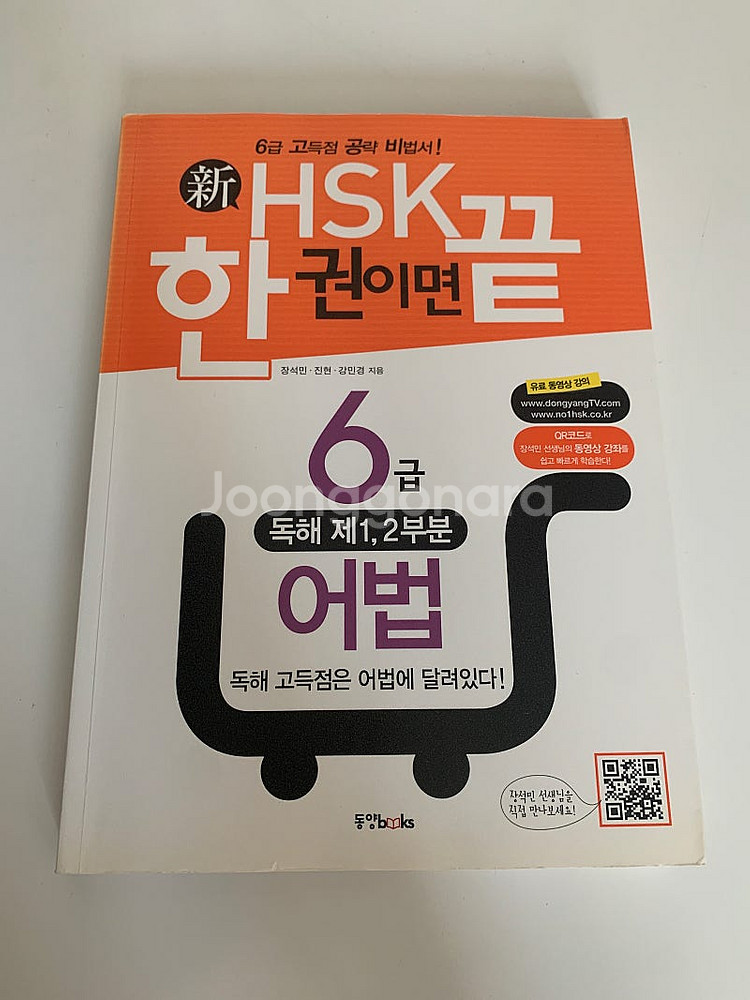 6급 고득점 공략 비법서!
新 HSK
한 권이면 끝
장석민 · 진현 · 강민경 지음
유료 동영상 강의
www.dongyangTV.com
www.no1hsk.co.kr
QR코드로
장석민 선생님의 동영상 강좌를
쉽고 빠르게 학습한다!
6급
Joonggonara
독해 제1, 2부분
어법
독해 고득점은 어법에 달려있다!
장석민 선생님을
직접 만나보세요!
동양books